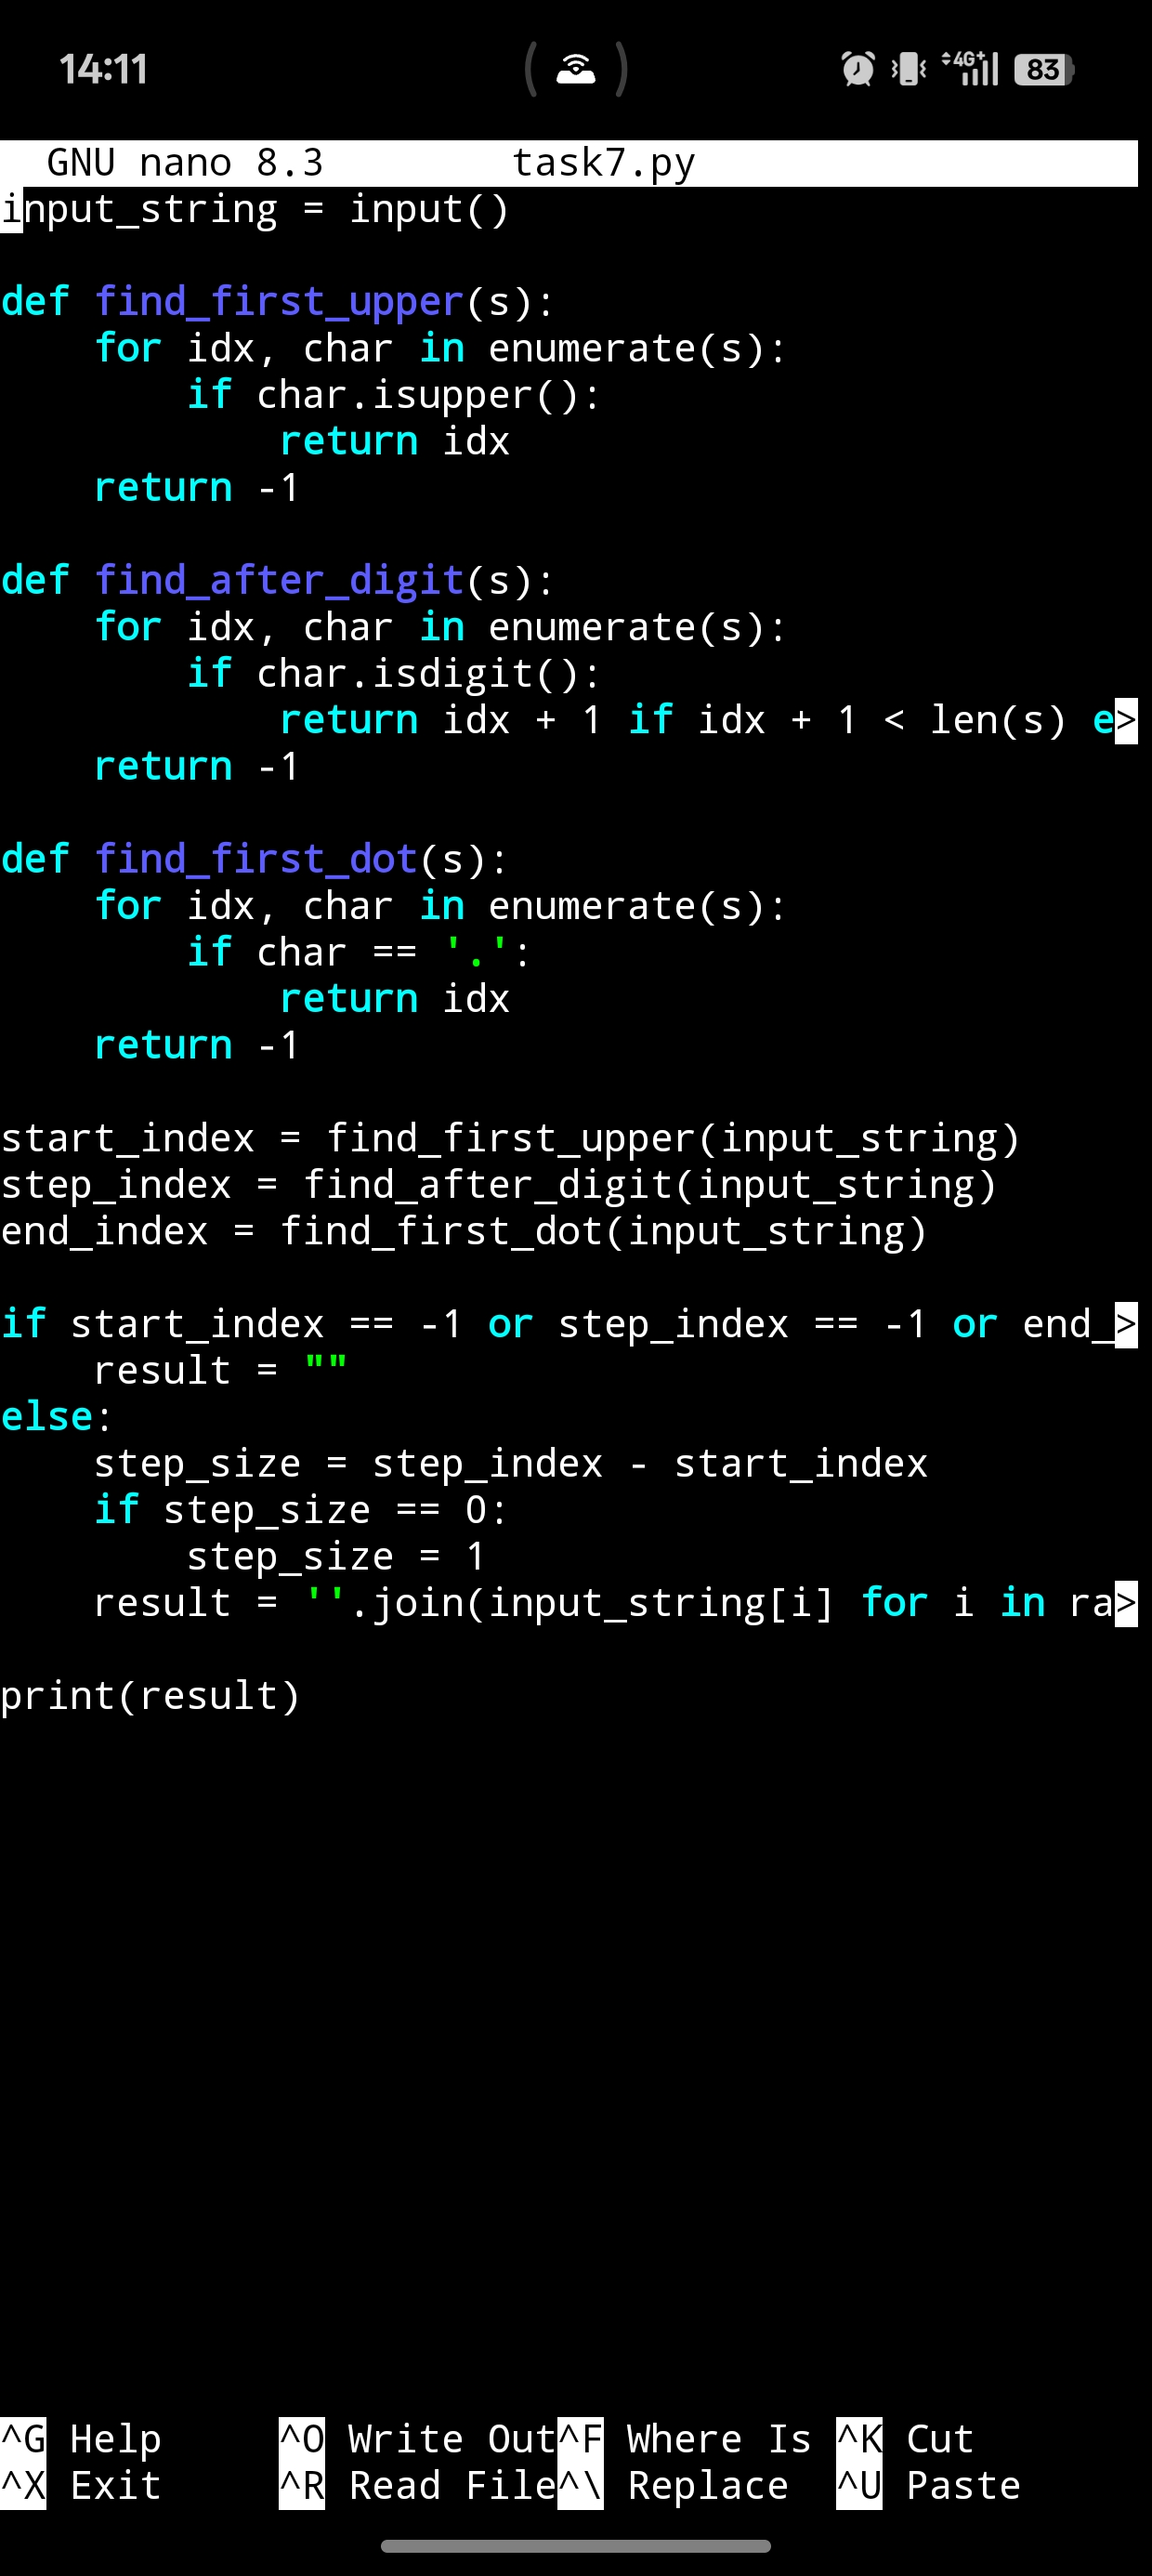 14:11
4G+ 83
GNU nano 8.3 task7.py
input_string = input()

def find_first_upper(s):
    for idx, char in enumerate(s):
        if char.isupper():
            return idx
    return -1

def find_after_digit(s):
    for idx, char in enumerate(s):
        if char.isdigit():
            return idx + 1 if idx + 1 < len(s) e>
    return -1

def find_first_dot(s):
    for idx, char in enumerate(s):
        if char == '.':
            return idx
    return -1

start_index = find_first_upper(input_string)
step_index = find_after_digit(input_string)
end_index = find_first_dot(input_string)

if start_index == -1 or step_index == -1 or end_>
    result = ""
else:
    step_size = step_index - start_index
    if step_size == 0:
        step_size = 1
    result = ''.join(input_string[i] for i in ra>

print(result)
^G Help ^O Write Out ^F Where Is ^K Cut
^X Exit ^R Read File ^\ Replace ^U Paste